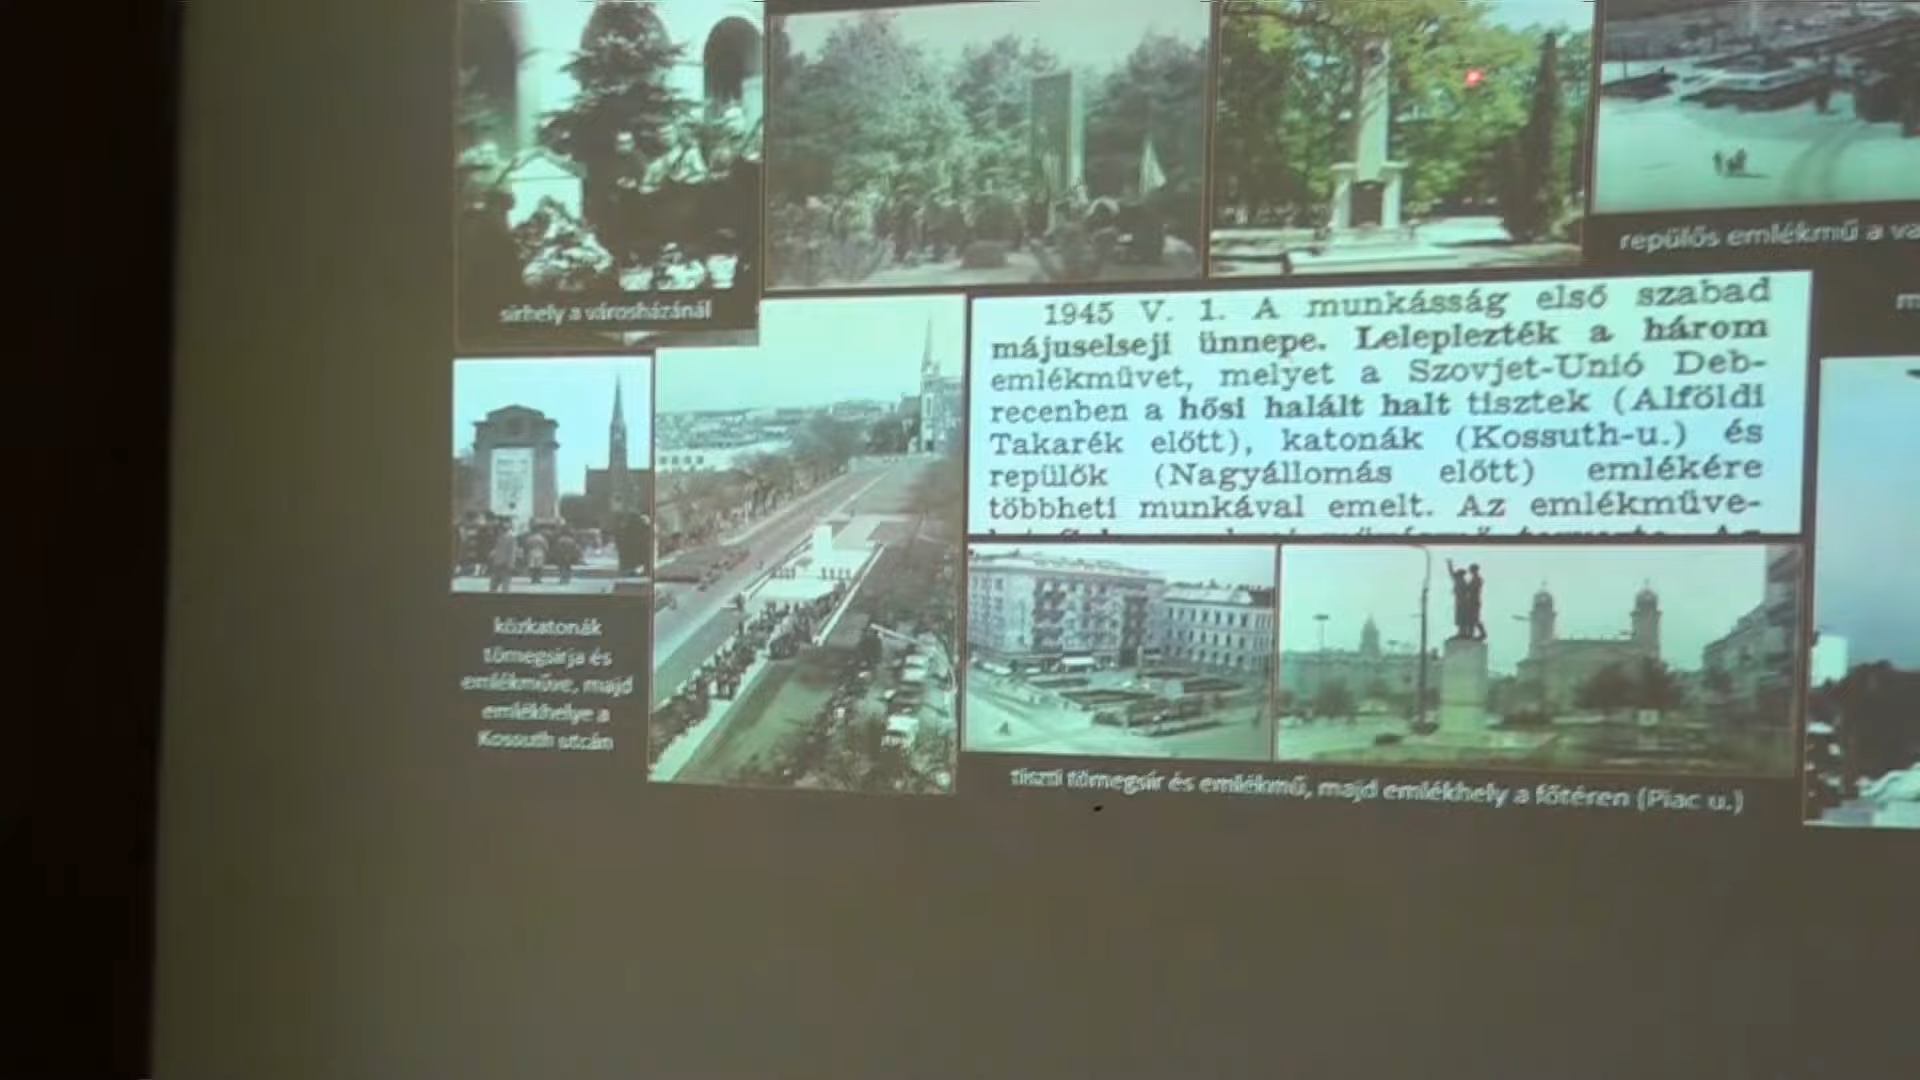 repülős emlékmű a
sírhely a városházánál
1945 V. 1. A munkásság első szabad
májuselseji ünnepe. Leleplezték a három
emlékművet, melyet a Szovjet-Unió Deb-
recenben a hősi halált halt tisztek (Alföldi
Takarék előtt), katonák (Kossuth-u.) és
repülők (Nagyállomás előtt) emlékére
többheti munkával emelt. Az emlékműve-
közkatonák
tömegsírja és
emlékműve, majd
emlékhelye a
Kossuth utcán
tiszti tömegsír és emlékmű, majd emlékhely a főtéren (Piac u.)